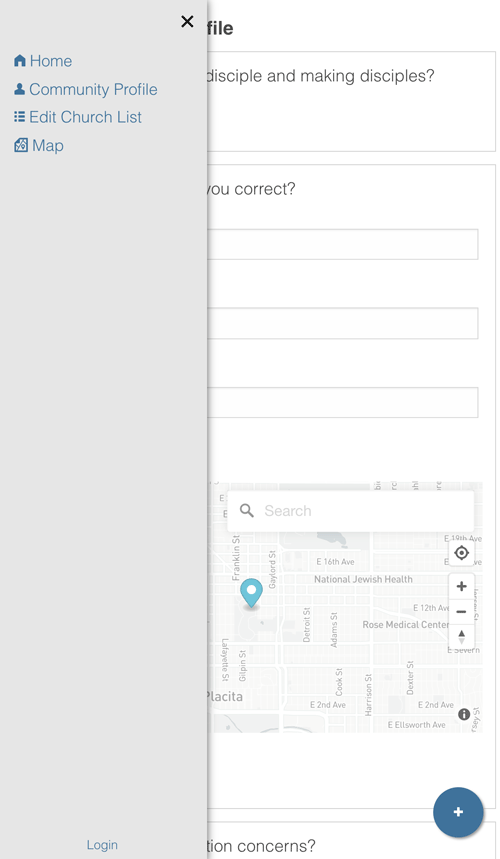 file
Home
disciple and making disciples?
Community Profile
Edit Church List
Map
you correct?
Search
Franklin St
Gaylord St
E 19th Ave
E 16th Ave
National Jewish Health
E 12th
Detroit St
Adams St
Rose Medical Center
E Severn
Lafayette St
Gilpin St
Cook St
Harrison St
Dexter St
Placita
E 2nd Ave
E 2nd Ave
E Ellsworth Ave
Login
tion concerns?